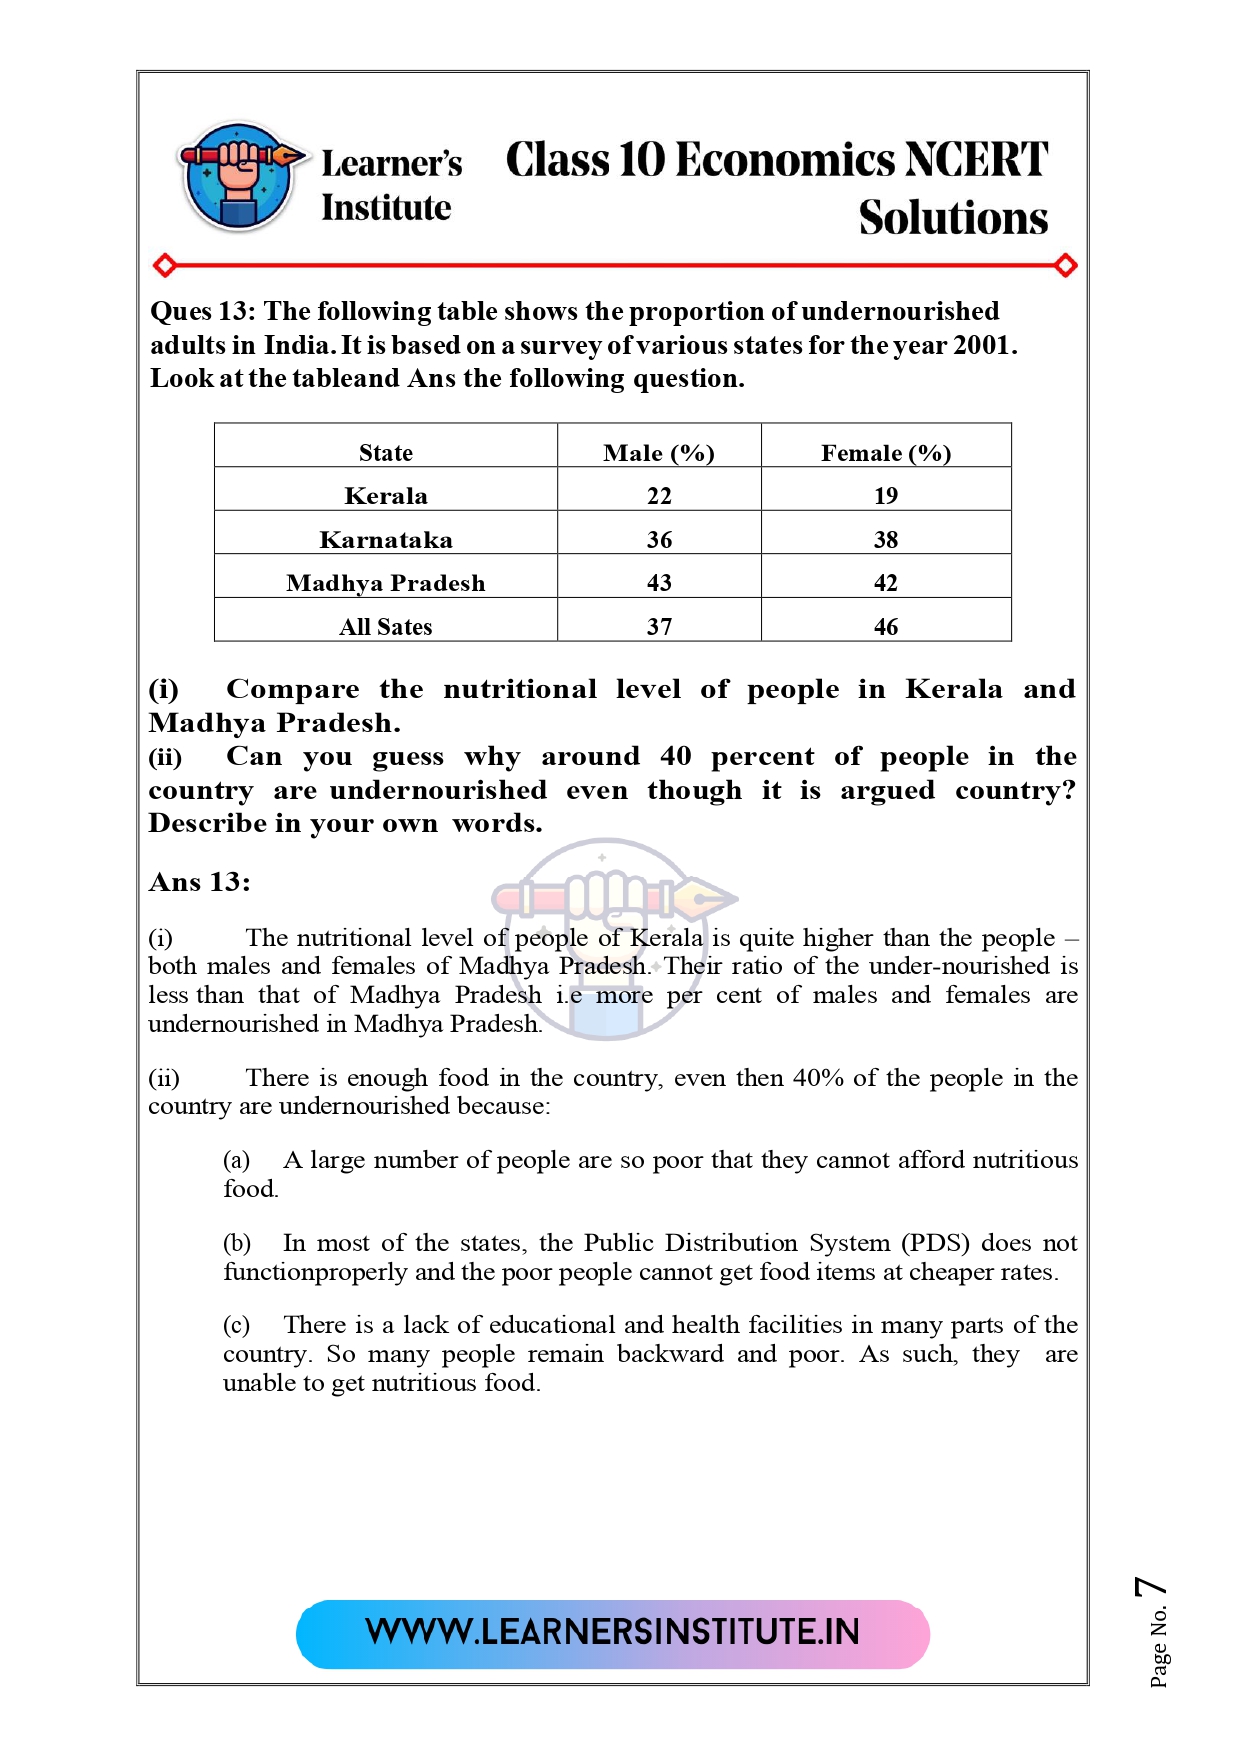 Learner's
Institute
Class 10 Economics NCERT
Solutions
Ques 13: The following table shows the proportion of undernourished
adults in India. It is based on a survey of various states for the year 2001.
Look at the tableand Ans the following question.
State Male (%) Female (%)
Kerala 22 19
Karnataka 36 38
Madhya Pradesh 43 42
All Sates 37 46
(i) Compare the nutritional level of people in Kerala and
Madhya Pradesh.
(ii) Can you guess why around 40 percent of people in the
country are undernourished even though it is argued country?
Describe in your own words.
Ans 13:
(i) The nutritional level of people of Kerala is quite higher than the people –
both males and females of Madhya Pradesh. Their ratio of the under-nourished is
less than that of Madhya Pradesh i.e more per cent of males and females are
undernourished in Madhya Pradesh.
(ii) There is enough food in the country, even then 40% of the people in the
country are undernourished because:
(a) A large number of people are so poor that they cannot afford nutritious
food.
(b) In most of the states, the Public Distribution System (PDS) does not
functionproperly and the poor people cannot get food items at cheaper rates.
(c) There is a lack of educational and health facilities in many parts of the
country. So many people remain backward and poor. As such, they are
unable to get nutritious food.
WWW.LEARNERSINSTITUTE.IN
Page No. 7